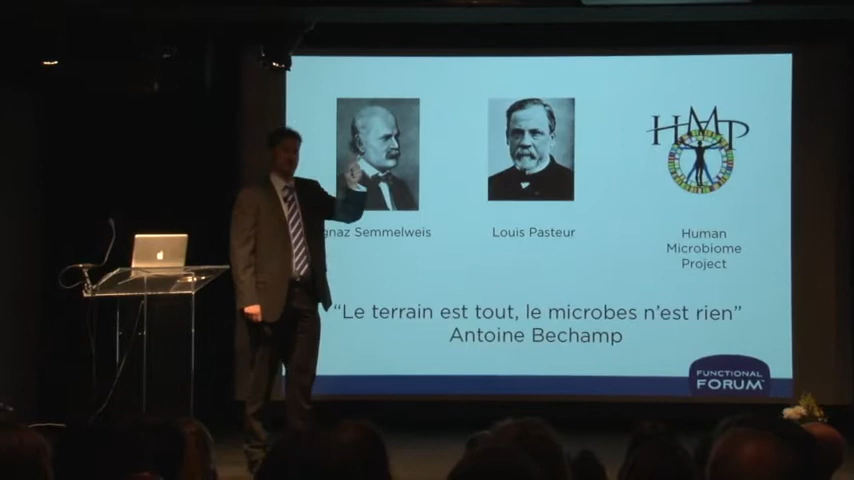 HMP
gnaz Semmelweis
Louis Pasteur
Human
Microbiome
Project
“Le terrain est tout, le microbes n’est rien”
Antoine Bechamp
FUNCTIONAL
FORUM™